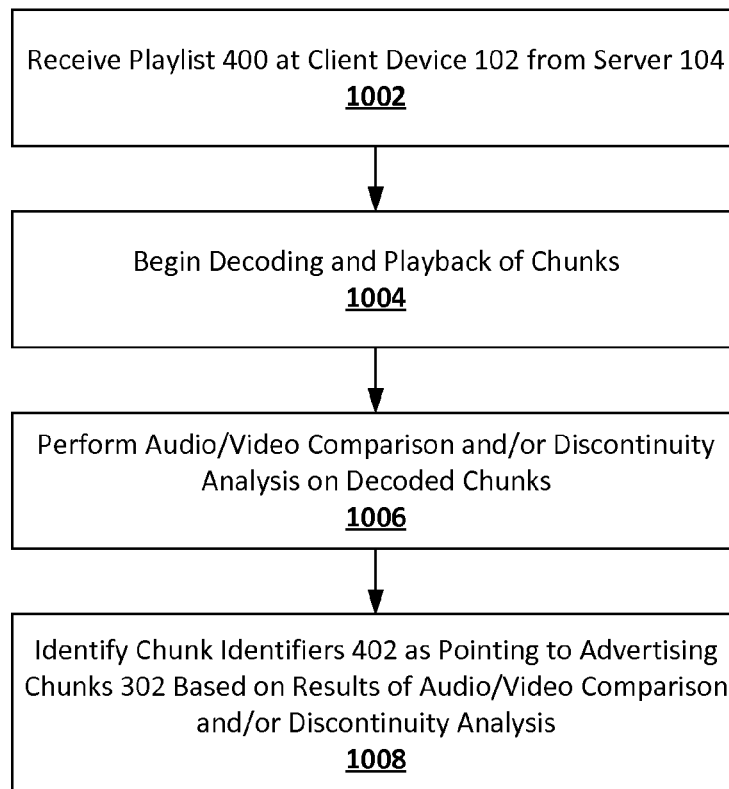 Receive Playlist 400 at Client Device 102 from Server 104
1002
Begin Decoding and Playback of Chunks
1004
Perform Audio/Video Comparison and/or Discontinuity
Analysis on Decoded Chunks
1006
Identify Chunk Identifiers 402 as Pointing to Advertising
Chunks 302 Based on Results of Audio/Video Comparison
and/or Discontinuity Analysis
1008